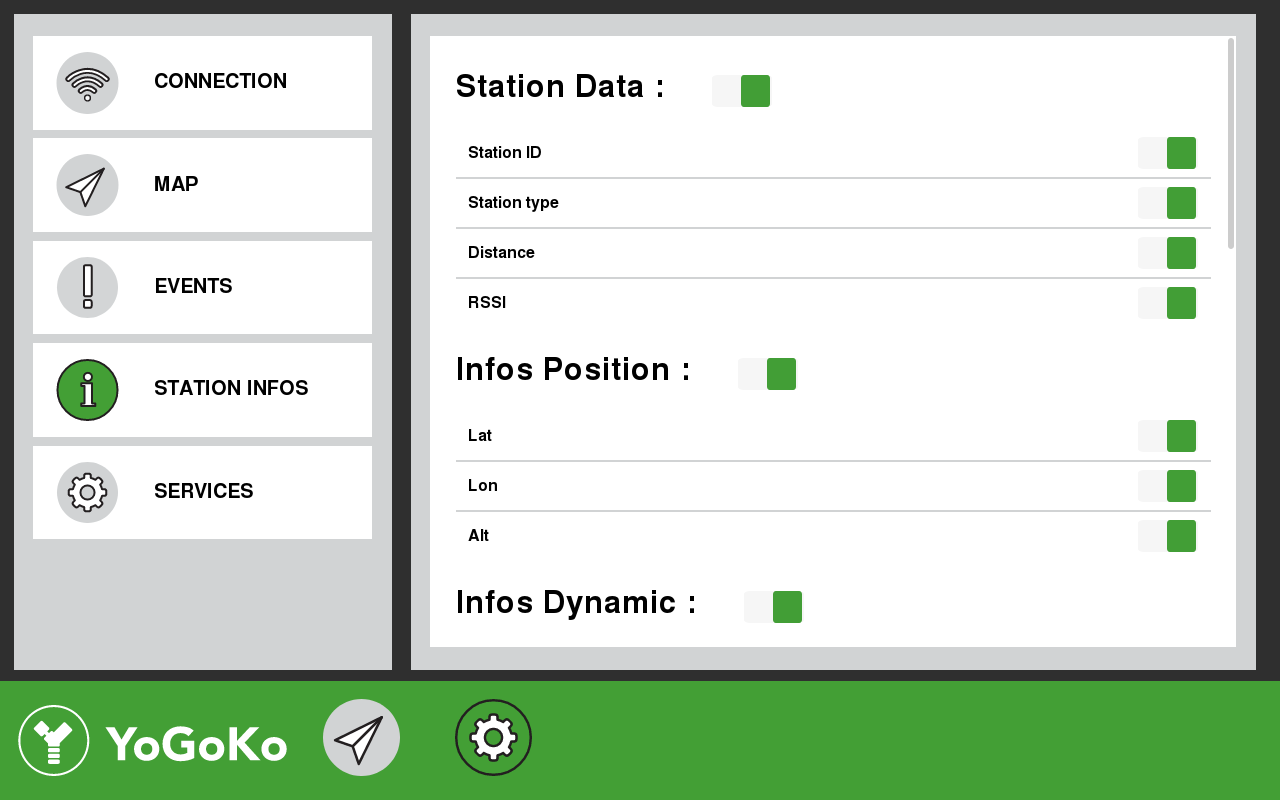 CONNECTION
MAP
EVENTS
STATION INFOS
SERVICES
Station Data :
Station ID
Station type
Distance
RSSI
Infos Position :
Lat
Lon
Alt
Infos Dynamic :
YoGoKo